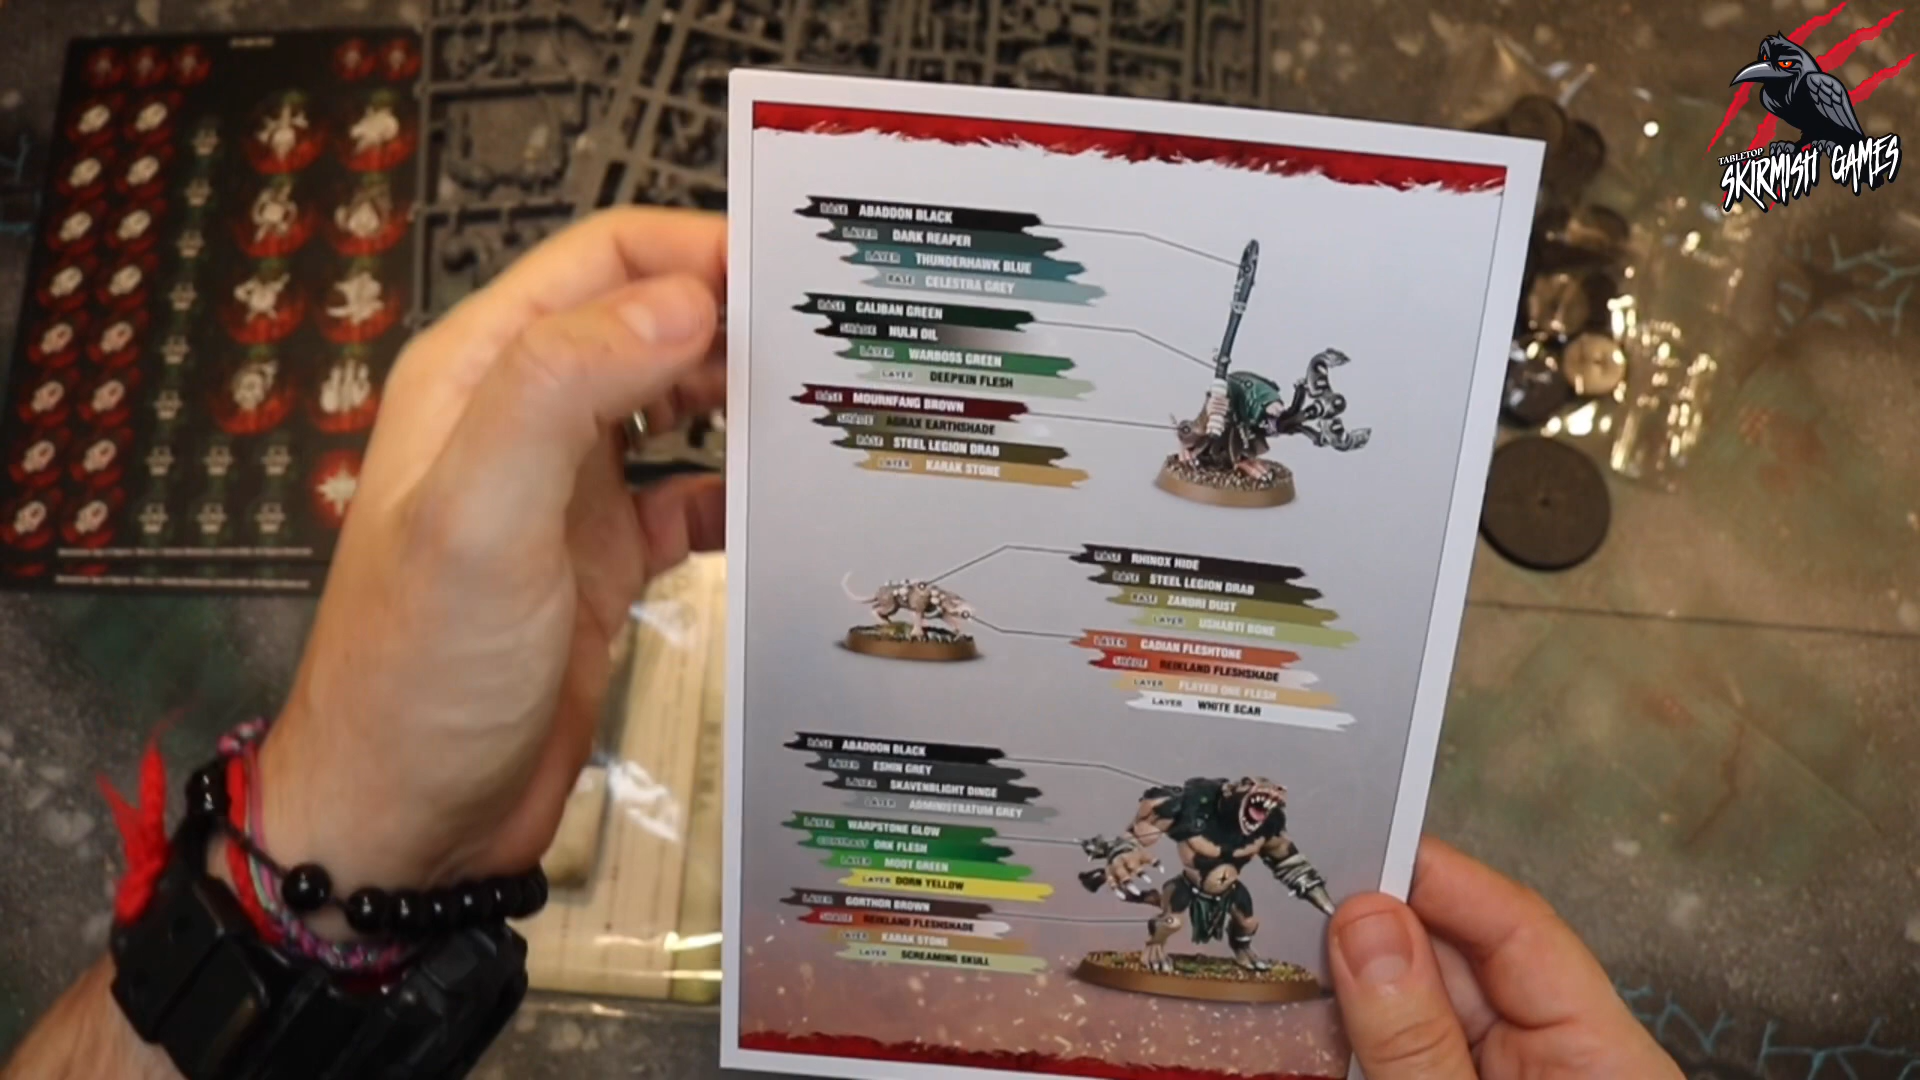 TABLETOP
SKIRMISH GAMES
BASE ABADDON BLACK
LAYER DARK REAPER
LAYER THUNDERHAWK BLUE
BASE CELESTRA GREY
BASE CALIBAN GREEN
SHADE NULN OIL
LAYER WARBOSS GREEN
LAYER DEEPKIN FLESH
BASE MOURNFANG BROWN
SHADE AGRAX EARTHSHADE
BASE STEEL LEGION DRAB
LAYER KARAK STONE
BASE RHINOX HIDE
BASE STEEL LEGION DRAB
BASE ZANDRI DUST
LAYER USHABTI BONE
LAYER CADIAN FLESHTONE
SHADE REIKLAND FLESHSHADE
LAYER FLAYED ONE FLESH
LAYER WHITE SCAR
BASE ABADDON BLACK
LAYER ESHIN GREY
LAYER SKAVENBLIGHT DINGE
LAYER ADMINISTRATUM GREY
LAYER WARPSTONE GLOW
CONTRAST ORK FLESH
LAYER MOOT GREEN
LAYER DORN YELLOW
LAYER GORTHOR BROWN
SHADE REIKLAND FLESHSHADE
LAYER KARAK STONE
LAYER SCREAMING SKULL